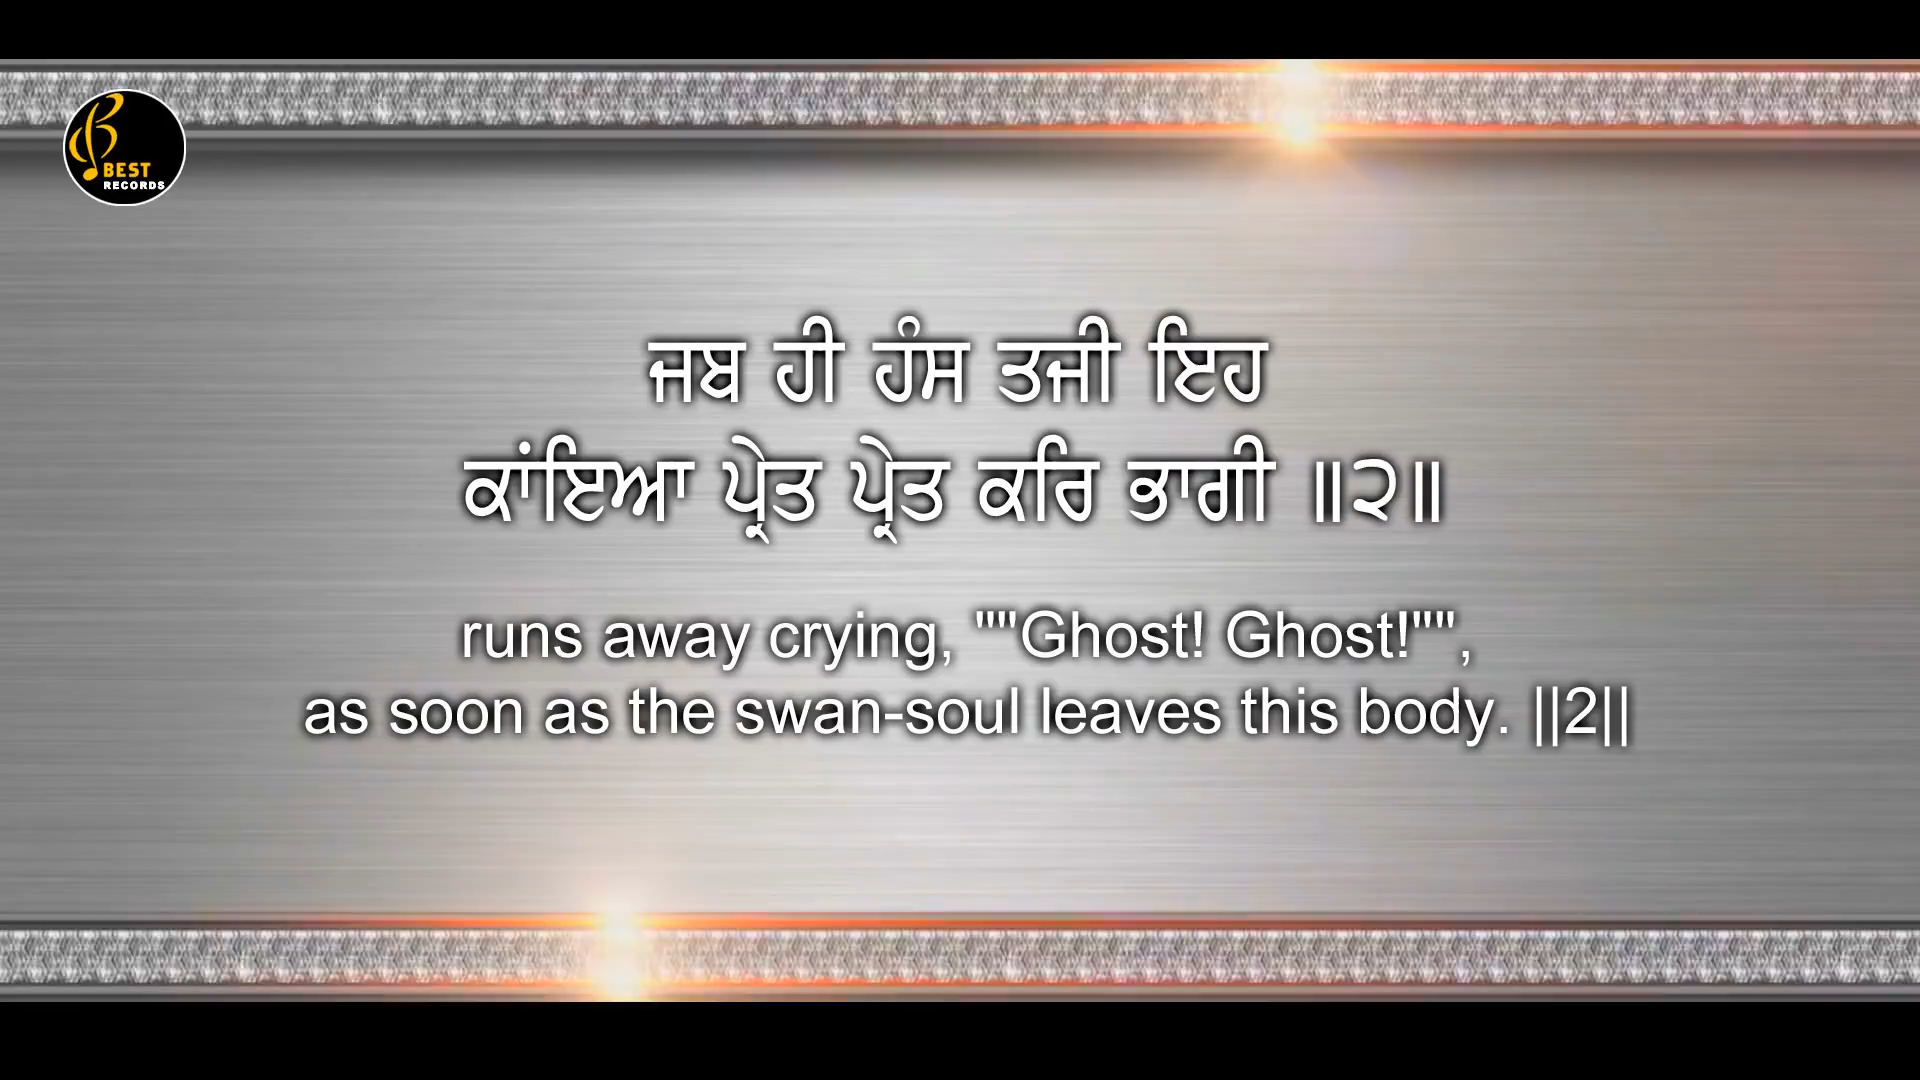 BEST
RECORDS
ਜਬ ਹੀ ਹੰਸ ਤਜੀ ਇਹ
ਕਾਂਇਆ ਪ੍ਰੇਤ ਪ੍ਰੇਤ ਕਰਿ ਭਾਗੀ ॥੨॥
runs away crying, ""Ghost! Ghost!"",
as soon as the swan-soul leaves this body. ||2||